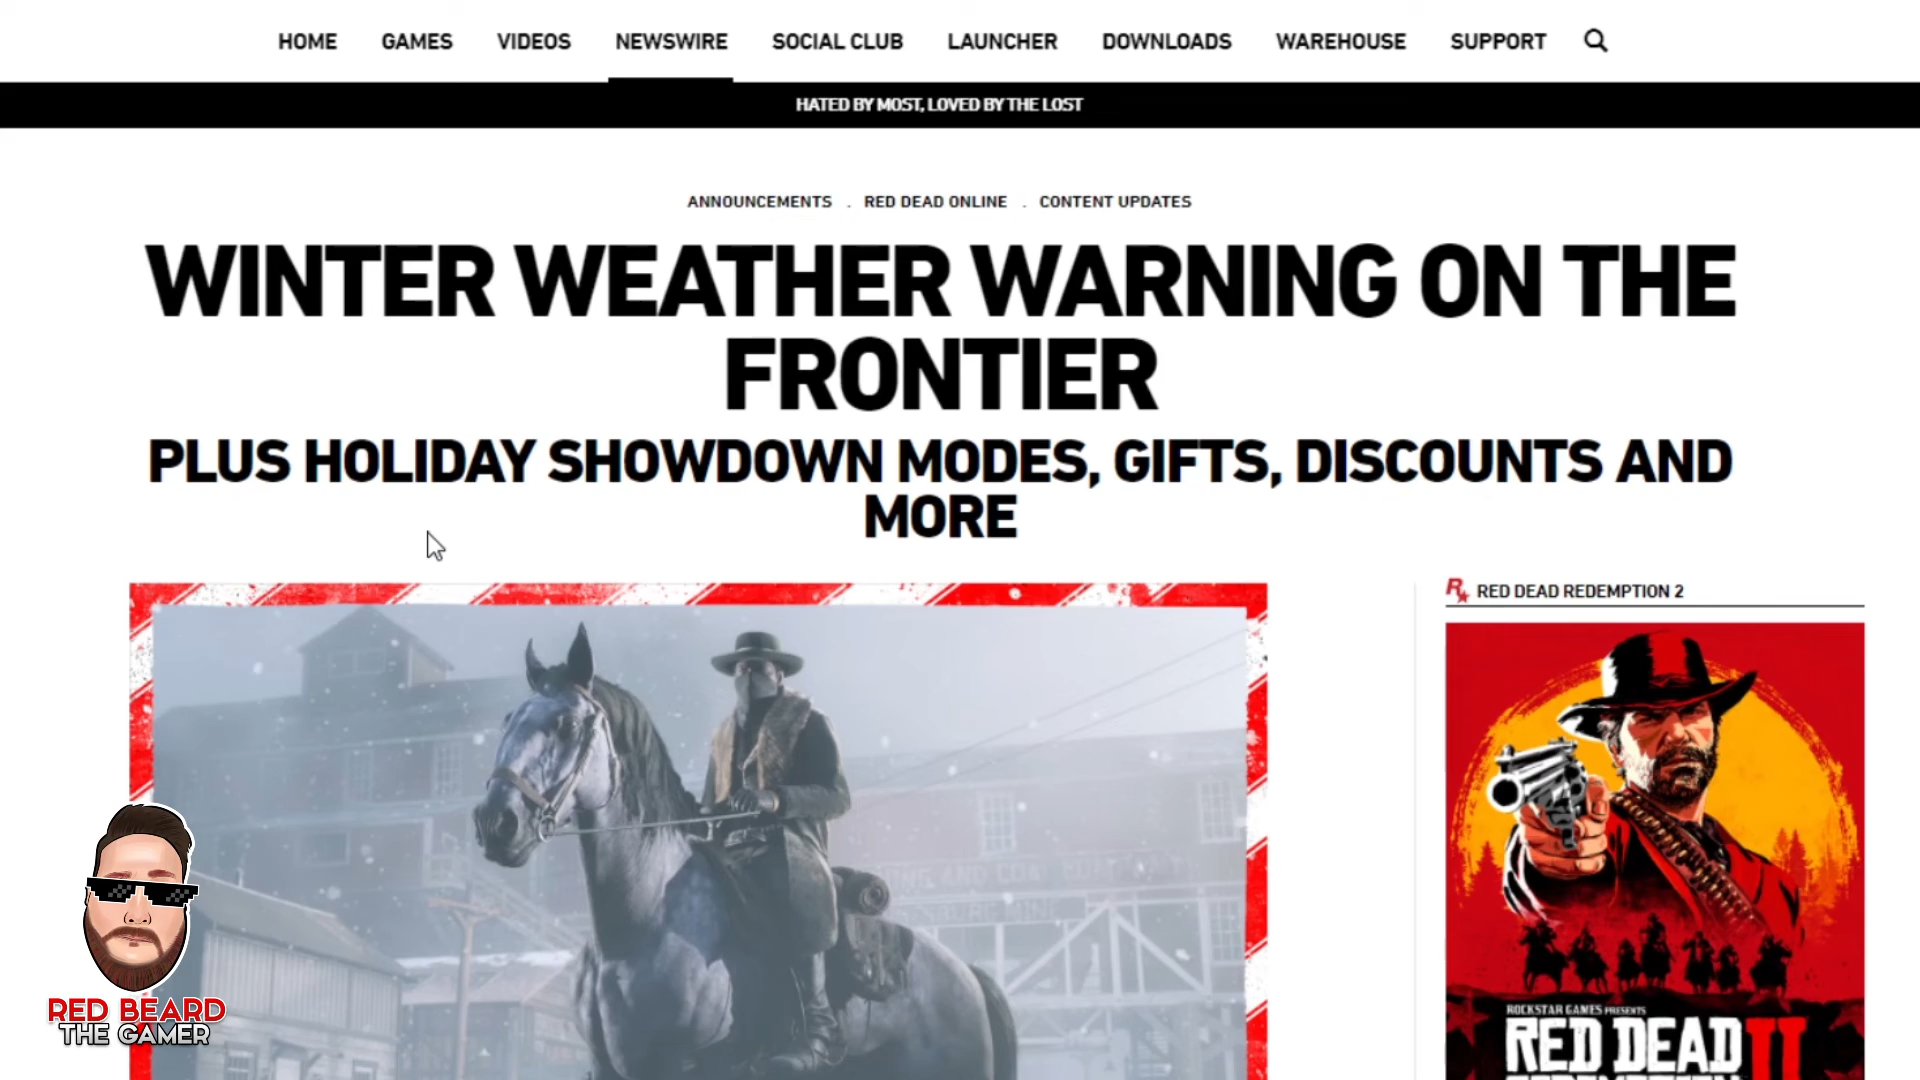 HOME GAMES VIDEOS NEWSWIRE SOCIAL CLUB LAUNCHER DOWNLOADS WAREHOUSE SUPPORT
HATED BY MOST, LOVED BY THE LOST
ANNOUNCEMENTS . RED DEAD ONLINE . CONTENT UPDATES
WINTER WEATHER WARNING ON THE
FRONTIER
PLUS HOLIDAY SHOWDOWN MODES, GIFTS, DISCOUNTS AND
MORE
R RED DEAD REDEMPTION 2
ROCKSTAR GAMES PRESENTS
RED DEAD II
RED BEARD
THE GAMER